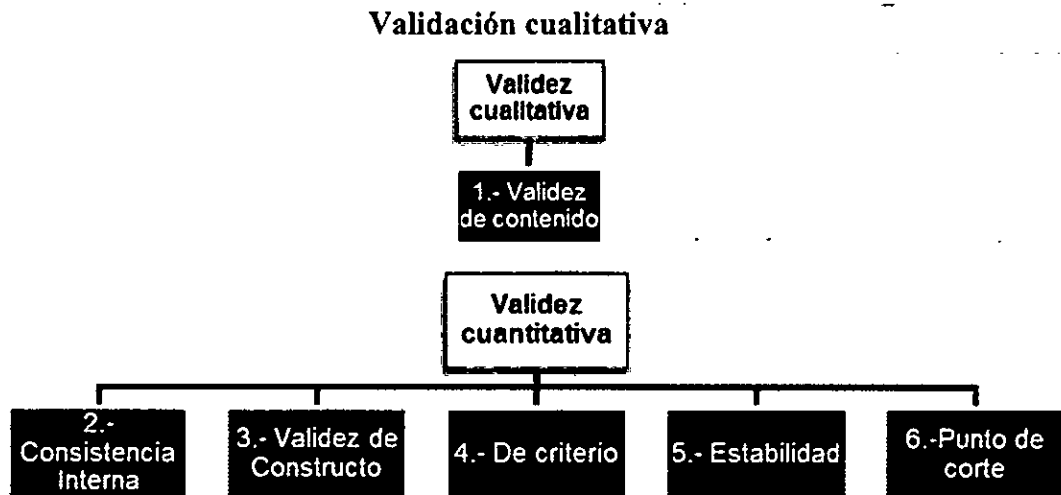 Validación cualitativa
Validez
cualitativa
1.- Validez
de contenido
Validez
cuantitativa
2.-
Consistencia
Interna
3.- Validez de
Constructo
4.- De criterio
5.- Estabilidad
6.-Punto de
corte